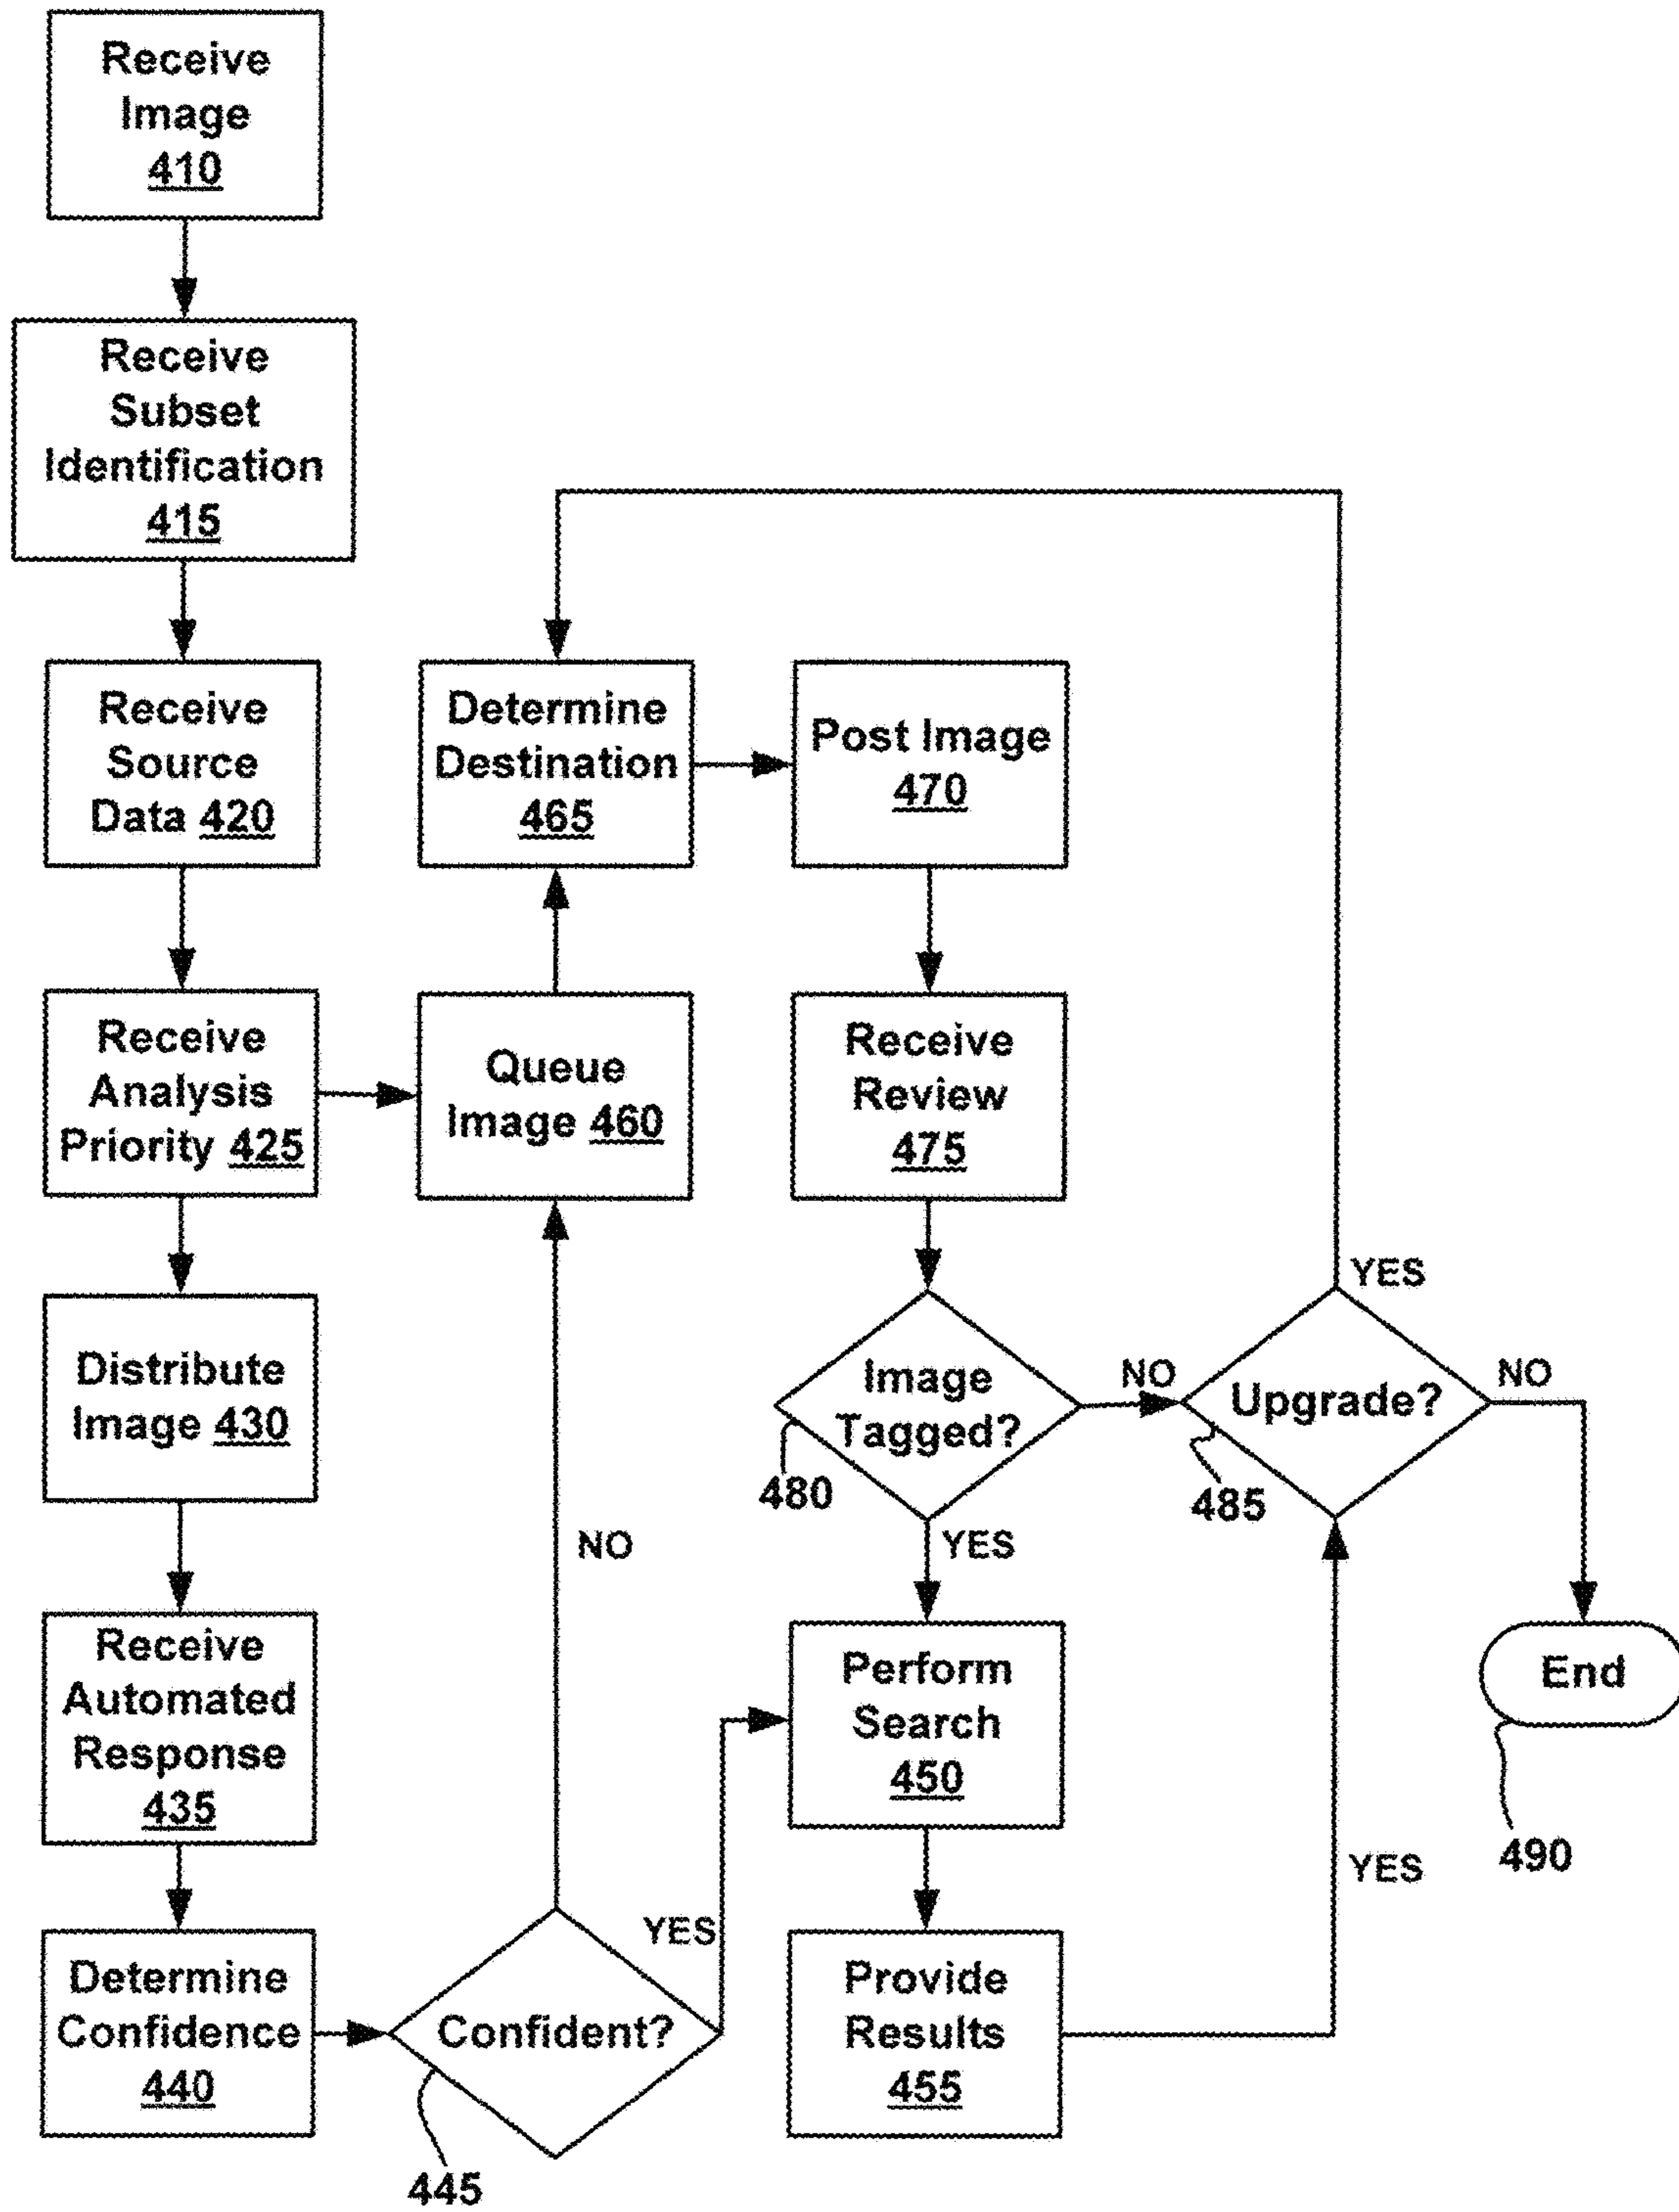 Receive
Image
410
Receive
Subset
Identification
415
Receive
Source
Data 420
Receive
Analysis
Priority 425
Distribute
Image 430
Receive
Automated
Response
435
Determine
Confidence
440
Confident?
445
NO
YES
Queue
Image 460
Determine
Destination
465
Post Image
470
Receive
Review
475
Image
Tagged?
480
NO
YES
Perform
Search
450
Provide
Results
455
YES
Upgrade?
485
YES
NO
End
490